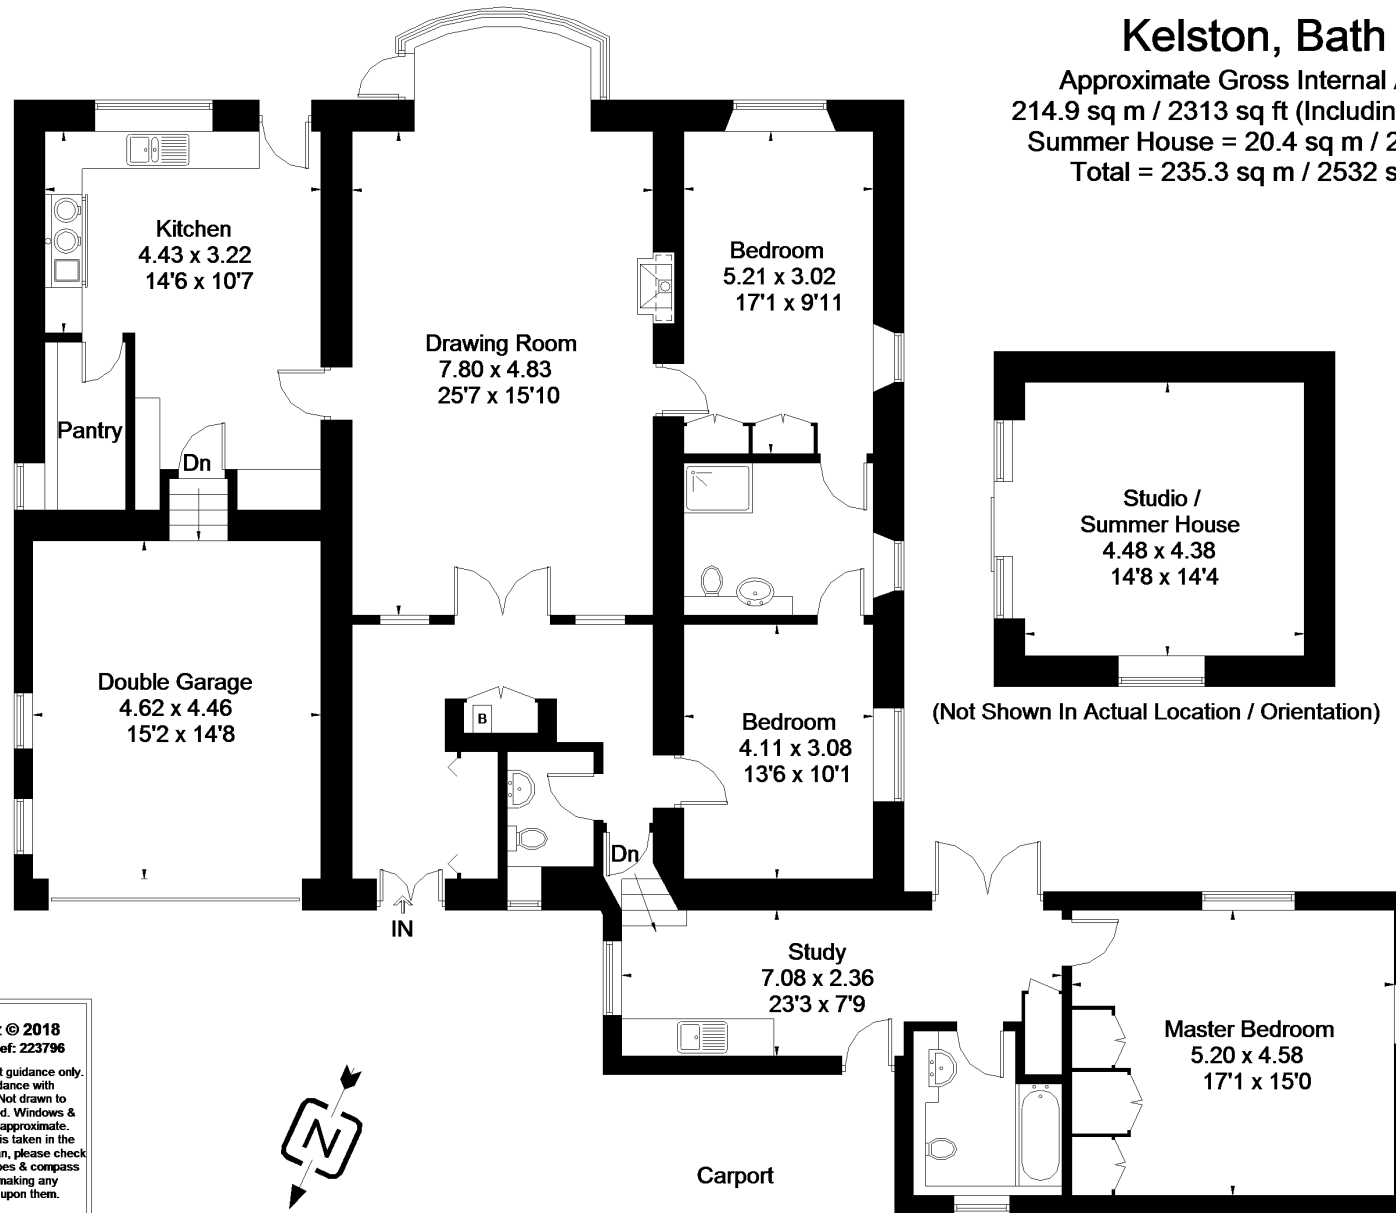 Kelston, Bath
Approximate Gross Internal
214.9 sq m / 2313 sq ft (Includin
Summer House = 20.4 sq m / 2
Total = 235.3 sq m / 2532 s
Kitchen
4.43 x 3.22
14'6 x 10'7
Drawing Room
7.80 x 4.83
25'7 x 15'10
Bedroom
5.21 x 3.02
17'1 x 9'11
Pantry
Dn
Studio /
Summer House
4.48 x 4.38
14'8 x 14'4
(Not Shown In Actual Location / Orientation)
Double Garage
4.62 x 4.46
15'2 x 14'8
B
Bedroom
4.11 x 3.08
13'6 x 10'1
Dn
IN
Study
7.08 x 2.36
23'3 x 7'9
Master Bedroom
5.20 x 4.58
17'1 x 15'0
Carport
N
© 2018
ef: 223796
t guidance only.
dance with
Not drawn to
d. Windows &
approximate.
is taken in the
n, please check
pes & compass
making any
upon them.